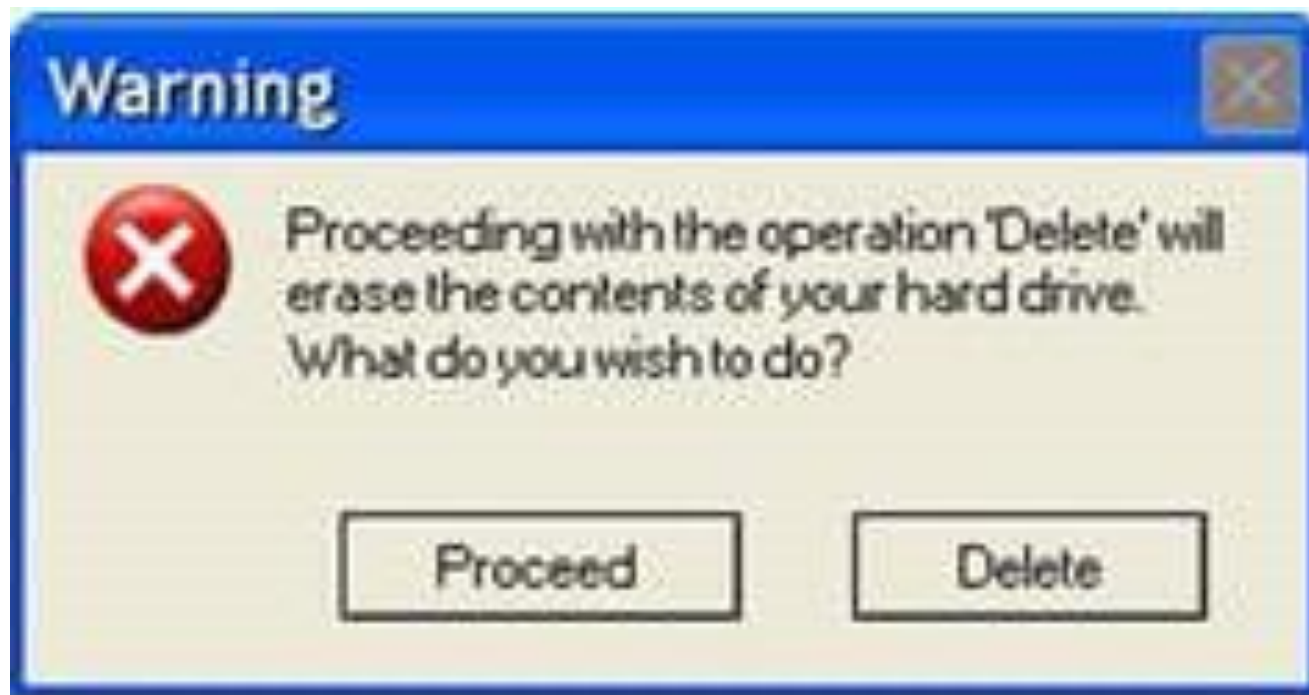 Warning
Proceeding with the operation 'Delete' will
erase the contents of your hard drive.
What do you wish to do?
Proceed
Delete